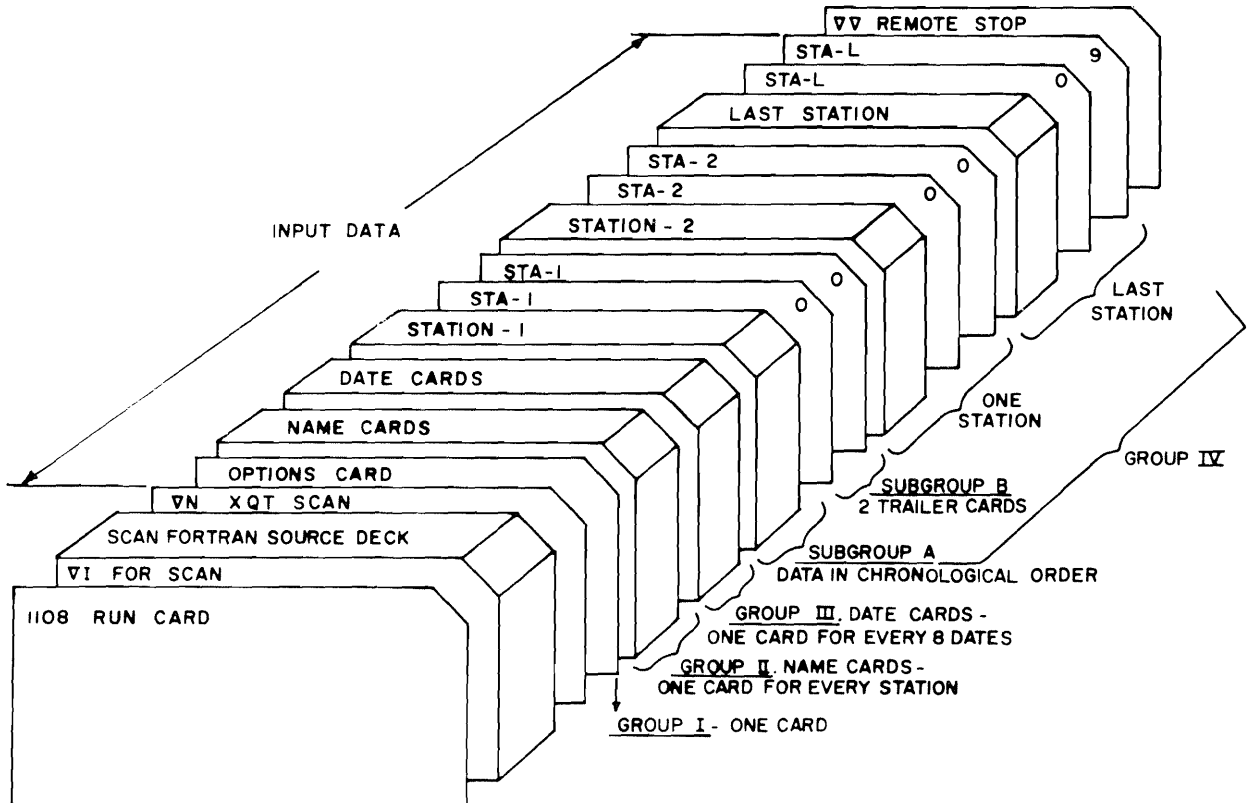 ∇∇ REMOTE STOP
STA-L 9
STA-L 0
LAST STATION
STA-2 0
STA-2 0
STATION-2
STA-1 0
STA-1 0
STATION-1
DATE CARDS
NAME CARDS
OPTIONS CARD
∇N XQT SCAN
SCAN FORTRAN SOURCE DECK
∇I FOR SCAN
1108 RUN CARD
INPUT DATA
LAST
STATION
ONE
STATION
GROUP IV
SUBGROUP B
2 TRAILER CARDS
SUBGROUP A
DATA IN CHRONOLOGICAL ORDER
GROUP III. DATE CARDS-
ONE CARD FOR EVERY 8 DATES
GROUP II. NAME CARDS-
ONE CARD FOR EVERY STATION
GROUP I- ONE CARD